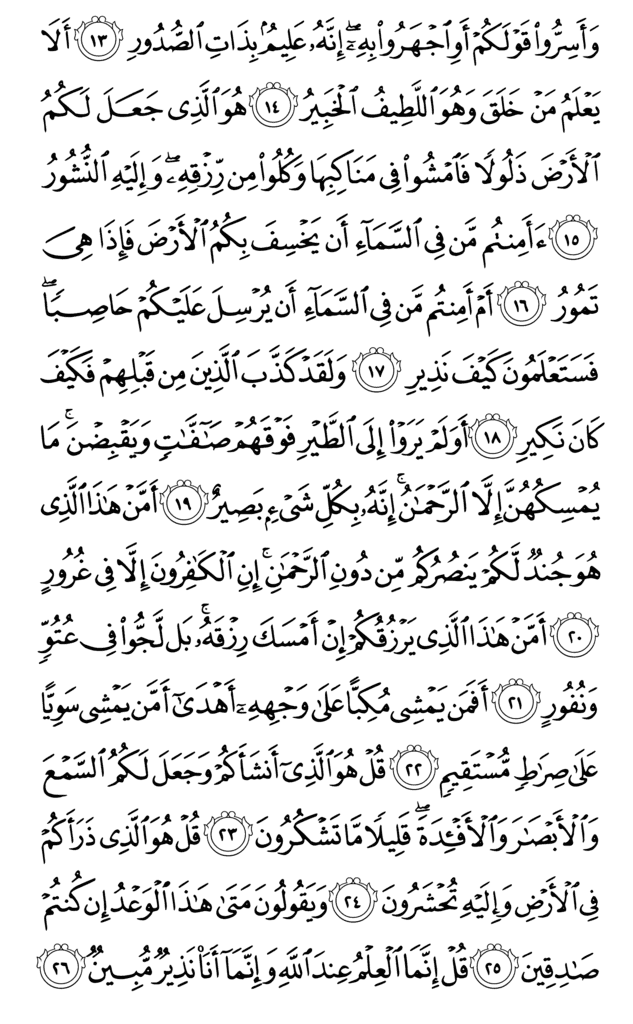 وَأَسِرُّوا۟ قَوْلَكُمْ أَوِ ٱجْهَرُوا۟ بِهِۦٓ ۖ إِنَّهُۥ عَلِيمٌۢ بِذَاتِ ٱلصُّدُورِ ١٣ أَلَا
يَعْلَمُ مَنْ خَلَقَ وَهُوَ ٱللَّطِيفُ ٱلْخَبِيرُ ١٤ هُوَ ٱلَّذِى جَعَلَ لَكُمُ
ٱلْأَرْضَ ذَلُولًا فَٱمْشُوا۟ فِى مَنَاكِبِهَا وَكُلُوا۟ مِن رِّزْقِهِۦ ۖ وَإِلَيْهِ ٱلنُّشُورُ
١٥ ءَأَمِنتُم مَّن فِى ٱلسَّمَآءِ أَن يَخْسِفَ بِكُمُ ٱلْأَرْضَ فَإِذَا هِىَ
تَمُورُ ١٦ أَمْ أَمِنتُم مَّن فِى ٱلسَّمَآءِ أَن يُرْسِلَ عَلَيْكُمْ حَاصِبًا ۖ
فَسَتَعْلَمُونَ كَيْفَ نَذِيرِ ١٧ وَلَقَدْ كَذَّبَ ٱلَّذِينَ مِن قَبْلِهِمْ فَكَيْفَ
كَانَ نَكِيرِ ١٨ أَوَلَمْ يَرَوْا۟ إِلَى ٱلطَّيْرِ فَوْقَهُمْ صَـٰٓفَّـٰتٍ وَيَقْبِضْنَ ۚ مَا
يُمْسِكُهُنَّ إِلَّا ٱلرَّحْمَـٰنُ ۚ إِنَّهُۥ بِكُلِّ شَىْءٍۭ بَصِيرٌ ١٩ أَمَّنْ هَـٰذَا ٱلَّذِى
هُوَ جُندٌ لَّكُمْ يَنصُرُكُم مِّن دُونِ ٱلرَّحْمَـٰنِ ۚ إِنِ ٱلْكَـٰفِرُونَ إِلَّا فِى غُرُورٍ
٢٠ أَمَّنْ هَـٰذَا ٱلَّذِى يَرْزُقُكُمْ إِنْ أَمْسَكَ رِزْقَهُۥ ۚ بَل لَّجُّوا۟ فِى عُتُوٍّ
وَنُفُورٍ ٢١ أَفَمَن يَمْشِى مُكِبًّا عَلَىٰ وَجْهِهِۦٓ أَهْدَىٰٓ أَمَّن يَمْشِى سَوِيًّا
عَلَىٰ صِرَٰطٍ مُّسْتَقِيمٍ ٢٢ قُلْ هُوَ ٱلَّذِىٓ أَنشَأَكُمْ وَجَعَلَ لَكُمُ ٱلسَّمْعَ
وَٱلْأَبْصَـٰرَ وَٱلْأَفْـِٔدَةَ ۖ قَلِيلًا مَّا تَشْكُرُونَ ٢٣ قُلْ هُوَ ٱلَّذِى ذَرَأَكُمْ
فِى ٱلْأَرْضِ وَإِلَيْهِ تُحْشَرُونَ ٢٤ وَيَقُولُونَ مَتَىٰ هَـٰذَا ٱلْوَعْدُ إِن كُنتُمْ
صَـٰدِقِينَ ٢٥ قُلْ إِنَّمَا ٱلْعِلْمُ عِندَ ٱللَّهِ وَإِنَّمَآ أَنَا۠ نَذِيرٌ مُّبِينٌ ٢٦